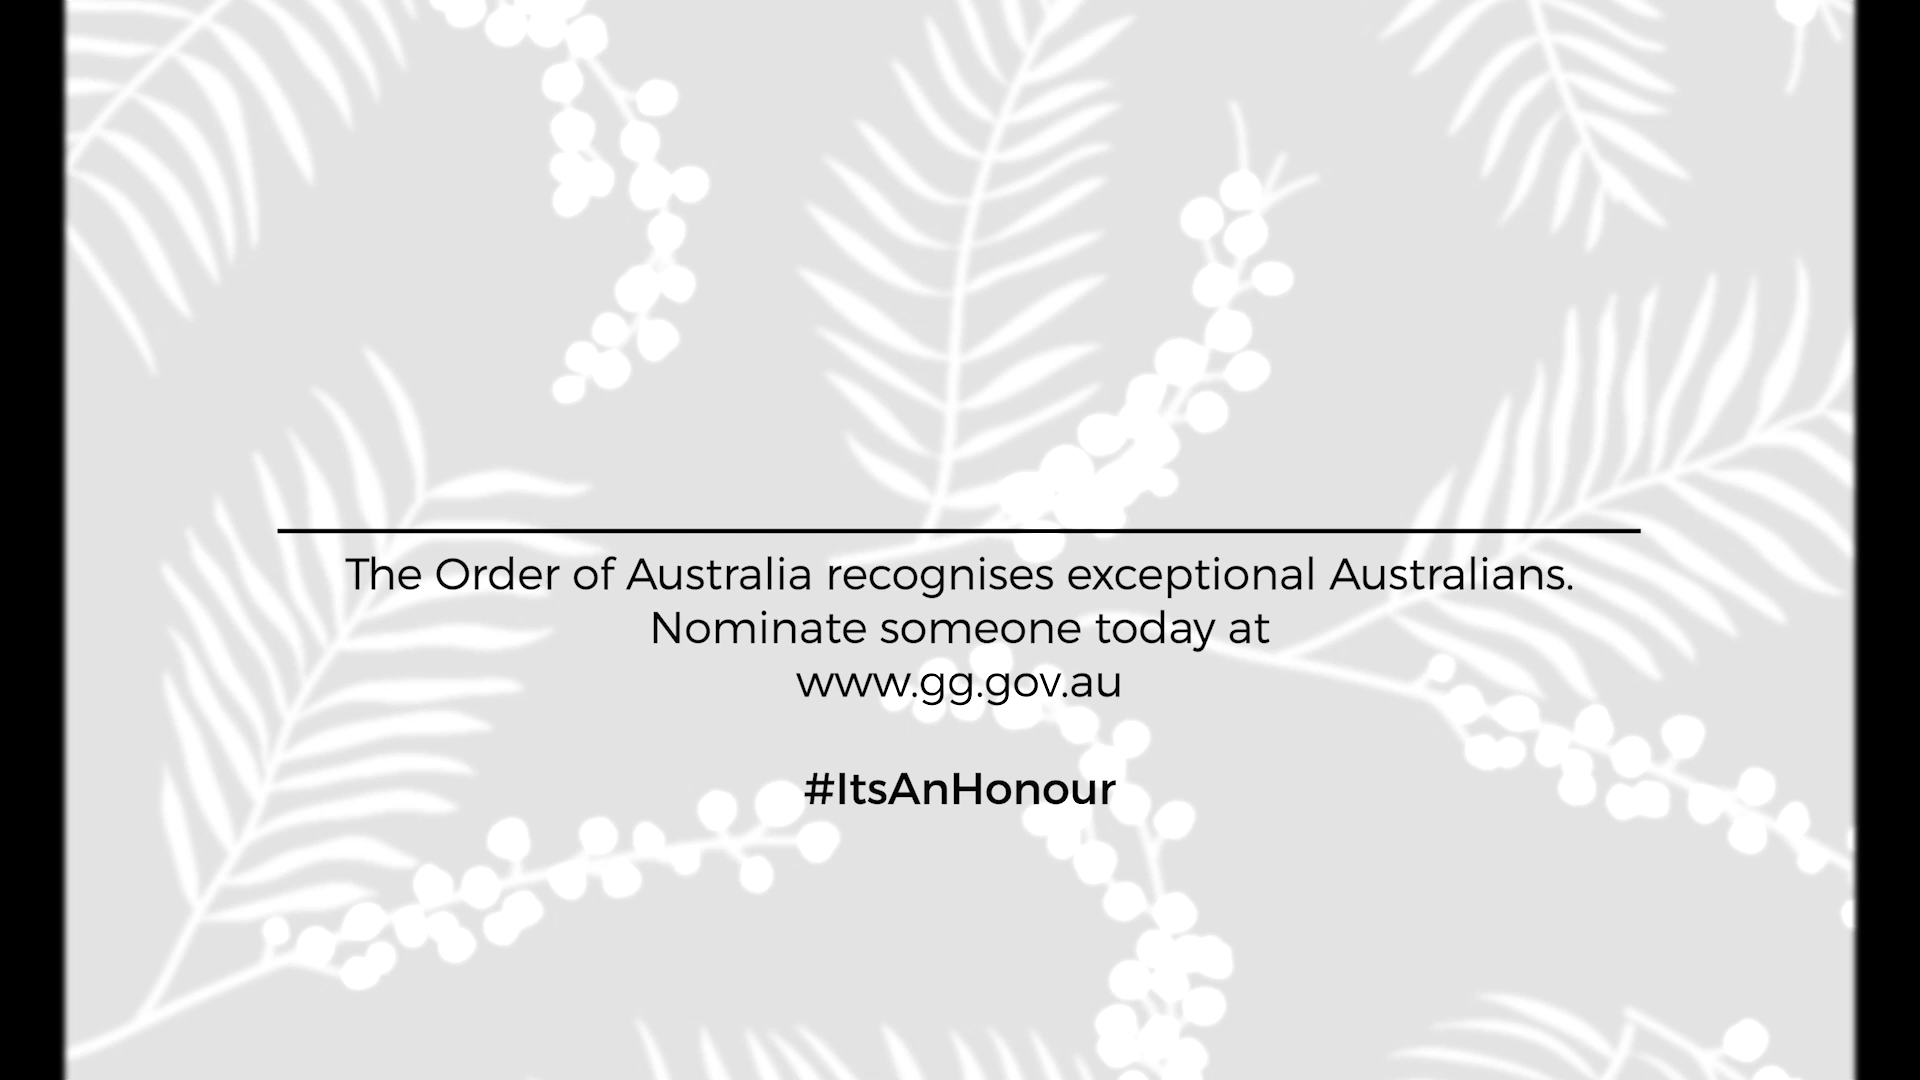 The Order of Australia recognises exceptional Australians.
Nominate someone today at
www.gg.gov.au
#ItsAnHonour